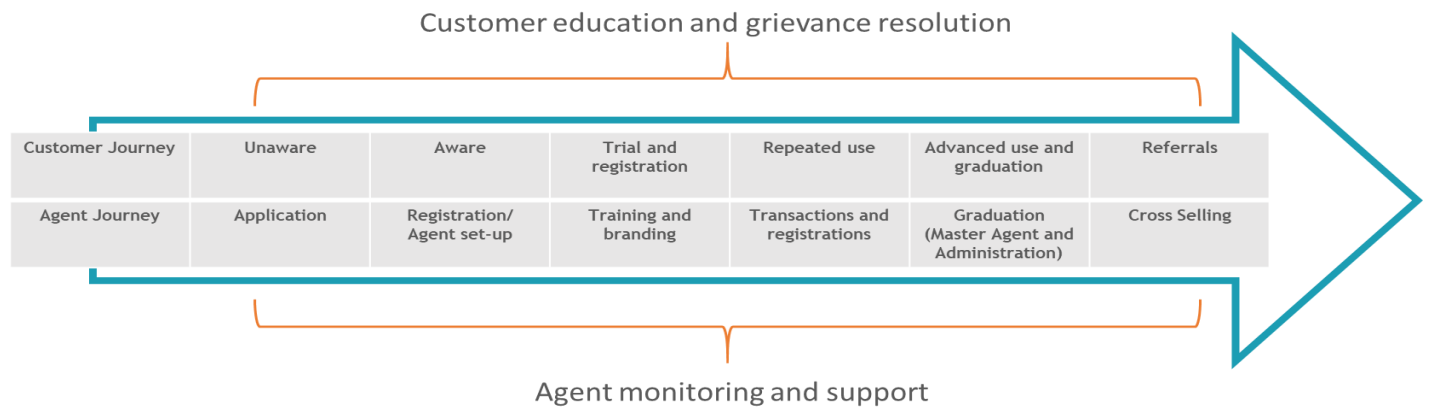 Customer education and grievance resolution
Customer Journey
Unaware
Aware
Trial and
registration
Repeated use
Advanced use and
graduation
Referrals
Agent Journey
Application
Registration/
Agent set-up
Training and
branding
Transactions and
registrations
Graduation
(Master Agent and
Administration)
Cross Selling
Agent monitoring and support